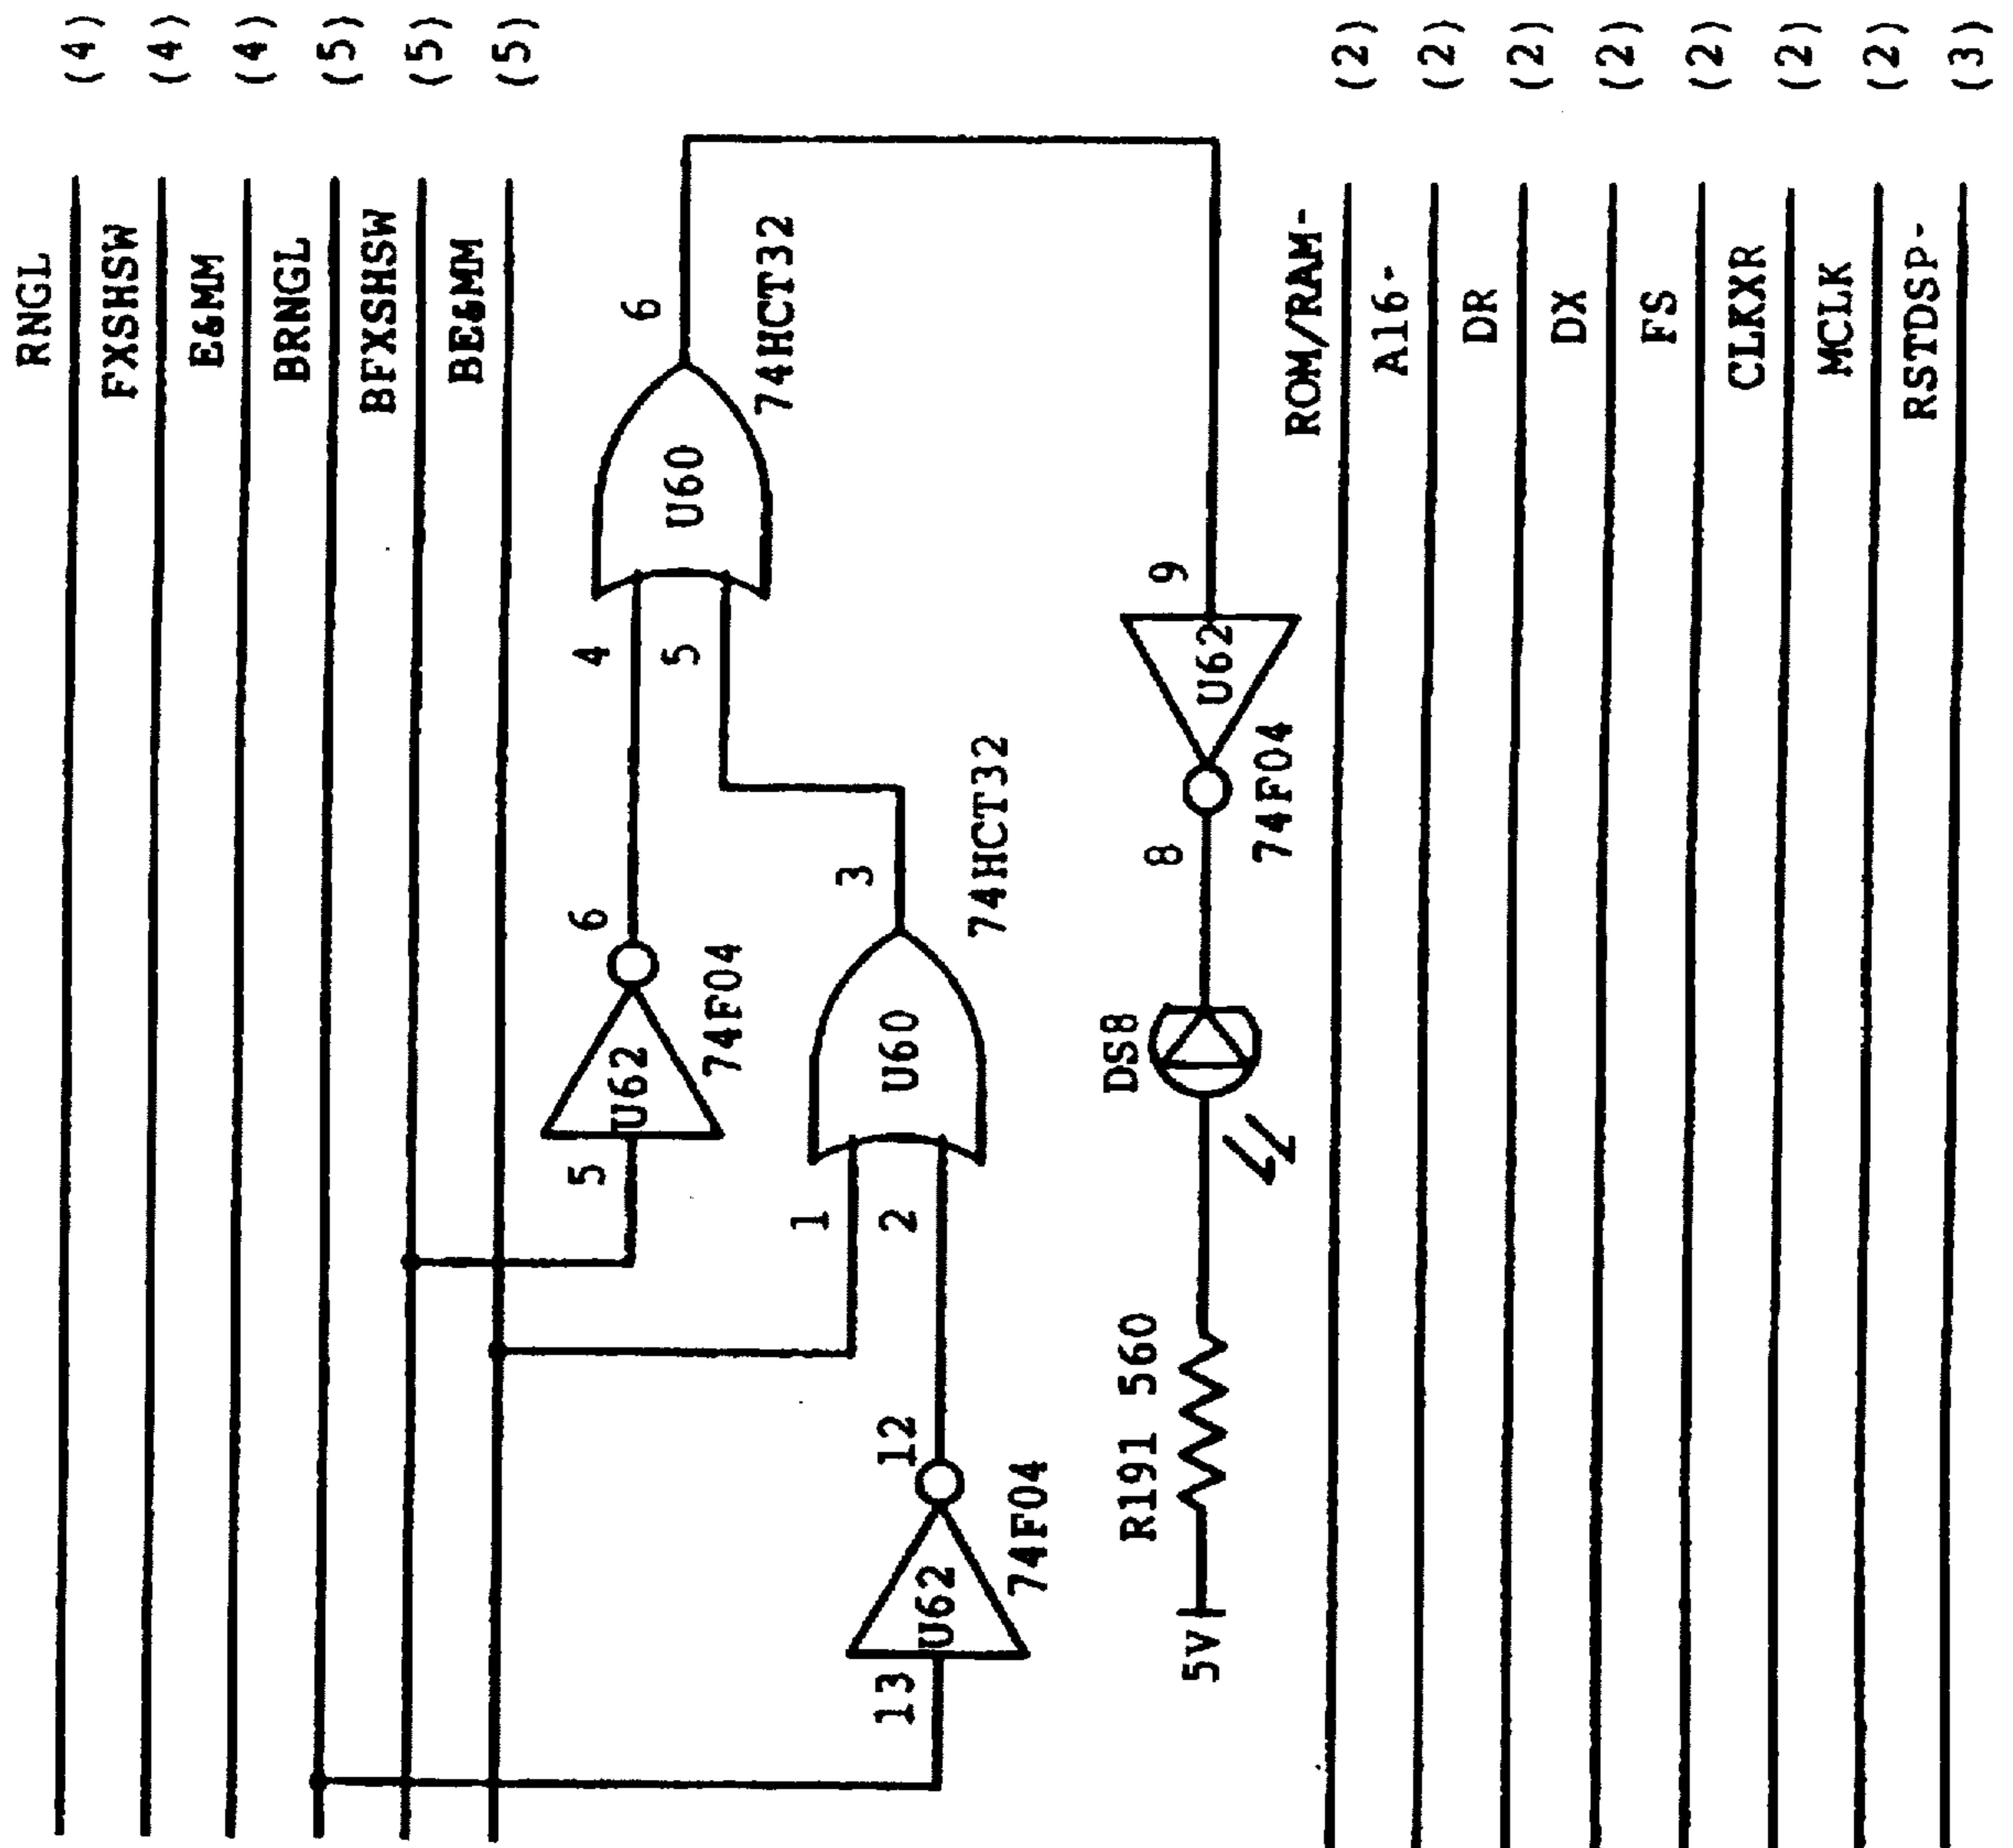 RNGL (4)
FXSHSW (4)
E&MM (4)
BRNGL (5)
BFXSHSW (5)
BE&MM (5)
5 U62 6
74F04
4
5
U60 6
74HCT32
13 U62 12
74F04
1
2
U60 3
74HCT32
R191 560
DS8
5V
8 U62 9
74F04
ROM/RAM- (2)
A16- (2)
DR (2)
DX (2)
FS (2)
CLKXR (2)
MCLK (2)
RSTDSP- (3)